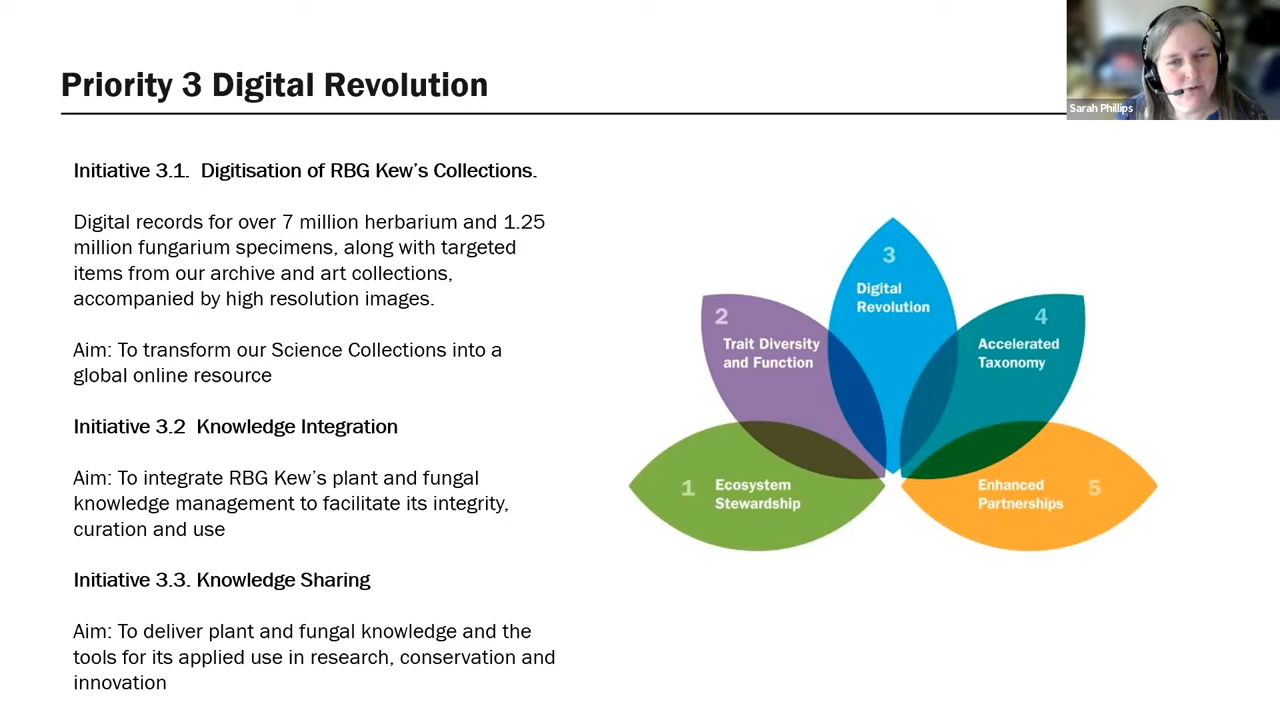 Priority 3 Digital Revolution
Sarah Phillips
Initiative 3.1.  Digitisation of RBG Kew's Collections.
Digital records for over 7 million herbarium and 1.25
million fungarium specimens, along with targeted
items from our archive and art collections,
accompanied by high resolution images.
Aim: To transform our Science Collections into a
global online resource
Initiative 3.2  Knowledge Integration
Aim: To integrate RBG Kew's plant and fungal
knowledge management to facilitate its integrity,
curation and use
Initiative 3.3. Knowledge Sharing
Aim: To deliver plant and fungal knowledge and the
tools for its applied use in research, conservation and
innovation
1
Ecosystem
Stewardship
2
Trait Diversity
and Function
3
Digital
Revolution
4
Accelerated
Taxonomy
5
Enhanced
Partnerships